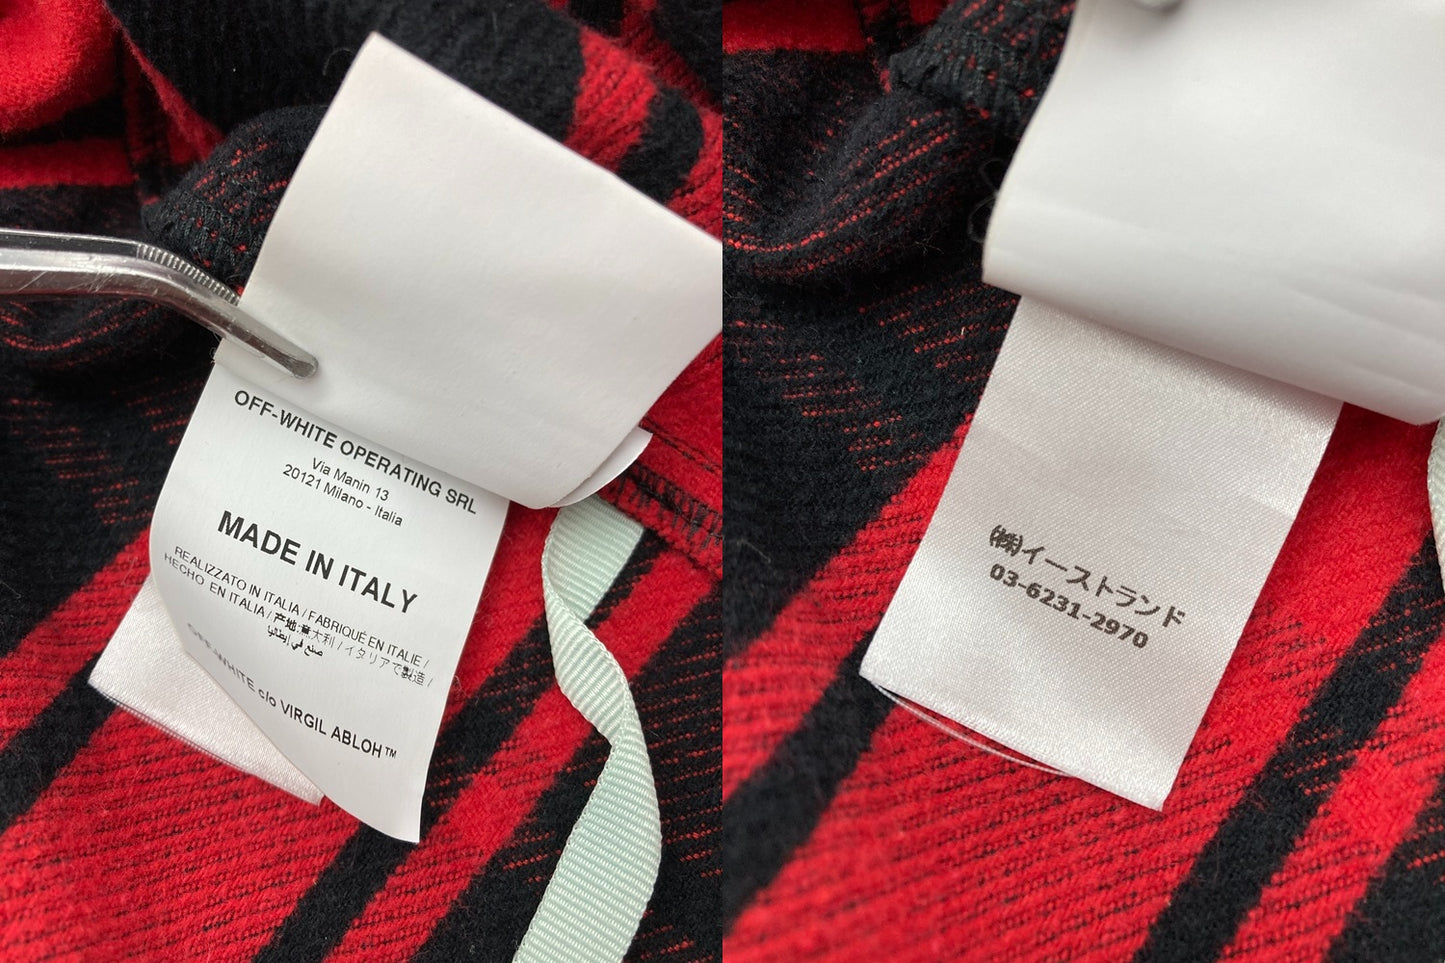 OFF-WHITE OPERATING SRL
Via Manin 13
20121 Milano - Italia
MADE IN ITALY
REALIZZATO IN ITALIA / FABRIQUÉ EN ITALIE /
HECHO EN ITALIA / 産地:意大利 / イタリアで製造 /
صنع في إيطاليا
OFF-WHITE c/o VIRGIL ABLOH™
㈱イーストランド
03-6231-2970